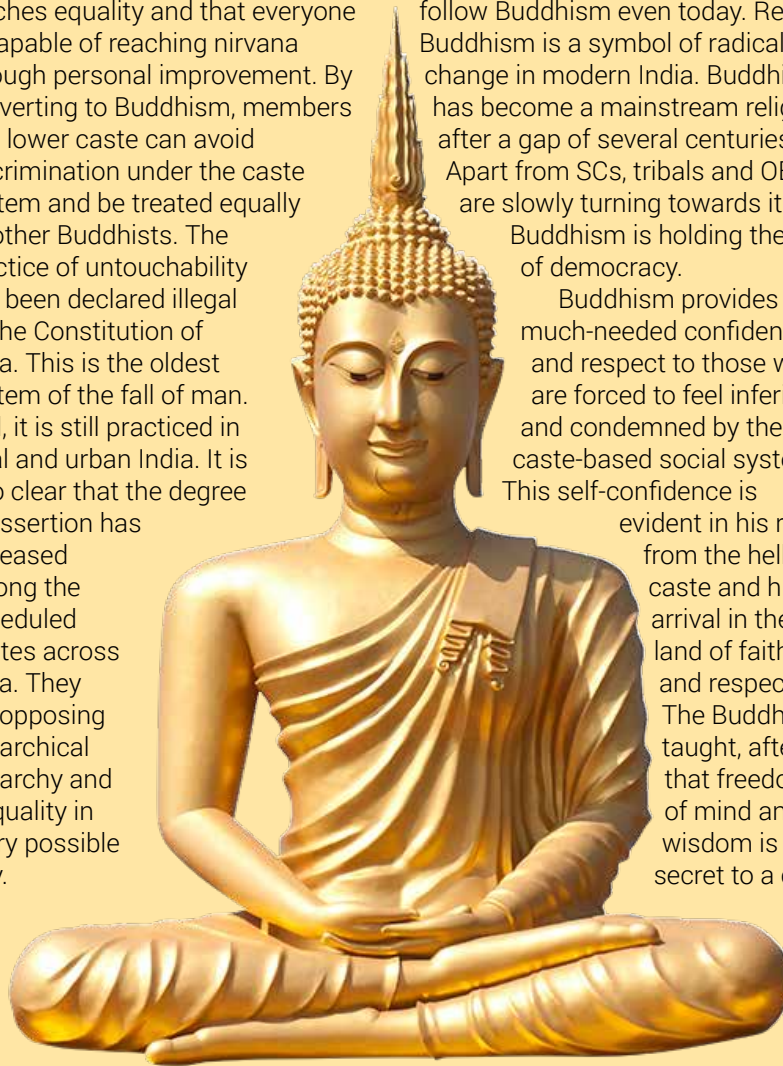 ches equality and that everyone
apable of reaching nirvana
ough personal improvement. By
verting to Buddhism, members
lower caste can avoid
crimination under the caste
tem and be treated equally
other Buddhists. The
ctice of untouchability
been declared illegal
he Constitution of
a. This is the oldest
tem of the fall of man.
l, it is still practiced in
al and urban India. It is
o clear that the degree
ssertion has
eased
ong the
eduled
tes across
a. They
opposing
archical
archy and
quality in
ry possible
y.
follow Buddhism even today. Re
Buddhism is a symbol of radical
change in modern India. Buddhi
has become a mainstream relig
after a gap of several centuries
Apart from SCs, tribals and OB
are slowly turning towards it
Buddhism is holding the
of democracy.
Buddhism provides
much-needed confiden
and respect to those w
are forced to feel infer
and condemned by the
caste-based social syste
This self-confidence is
evident in his r
from the hell
caste and h
arrival in the
land of faith
and respec
The Buddh
taught, afte
that freedo
of mind an
wisdom is
secret to a